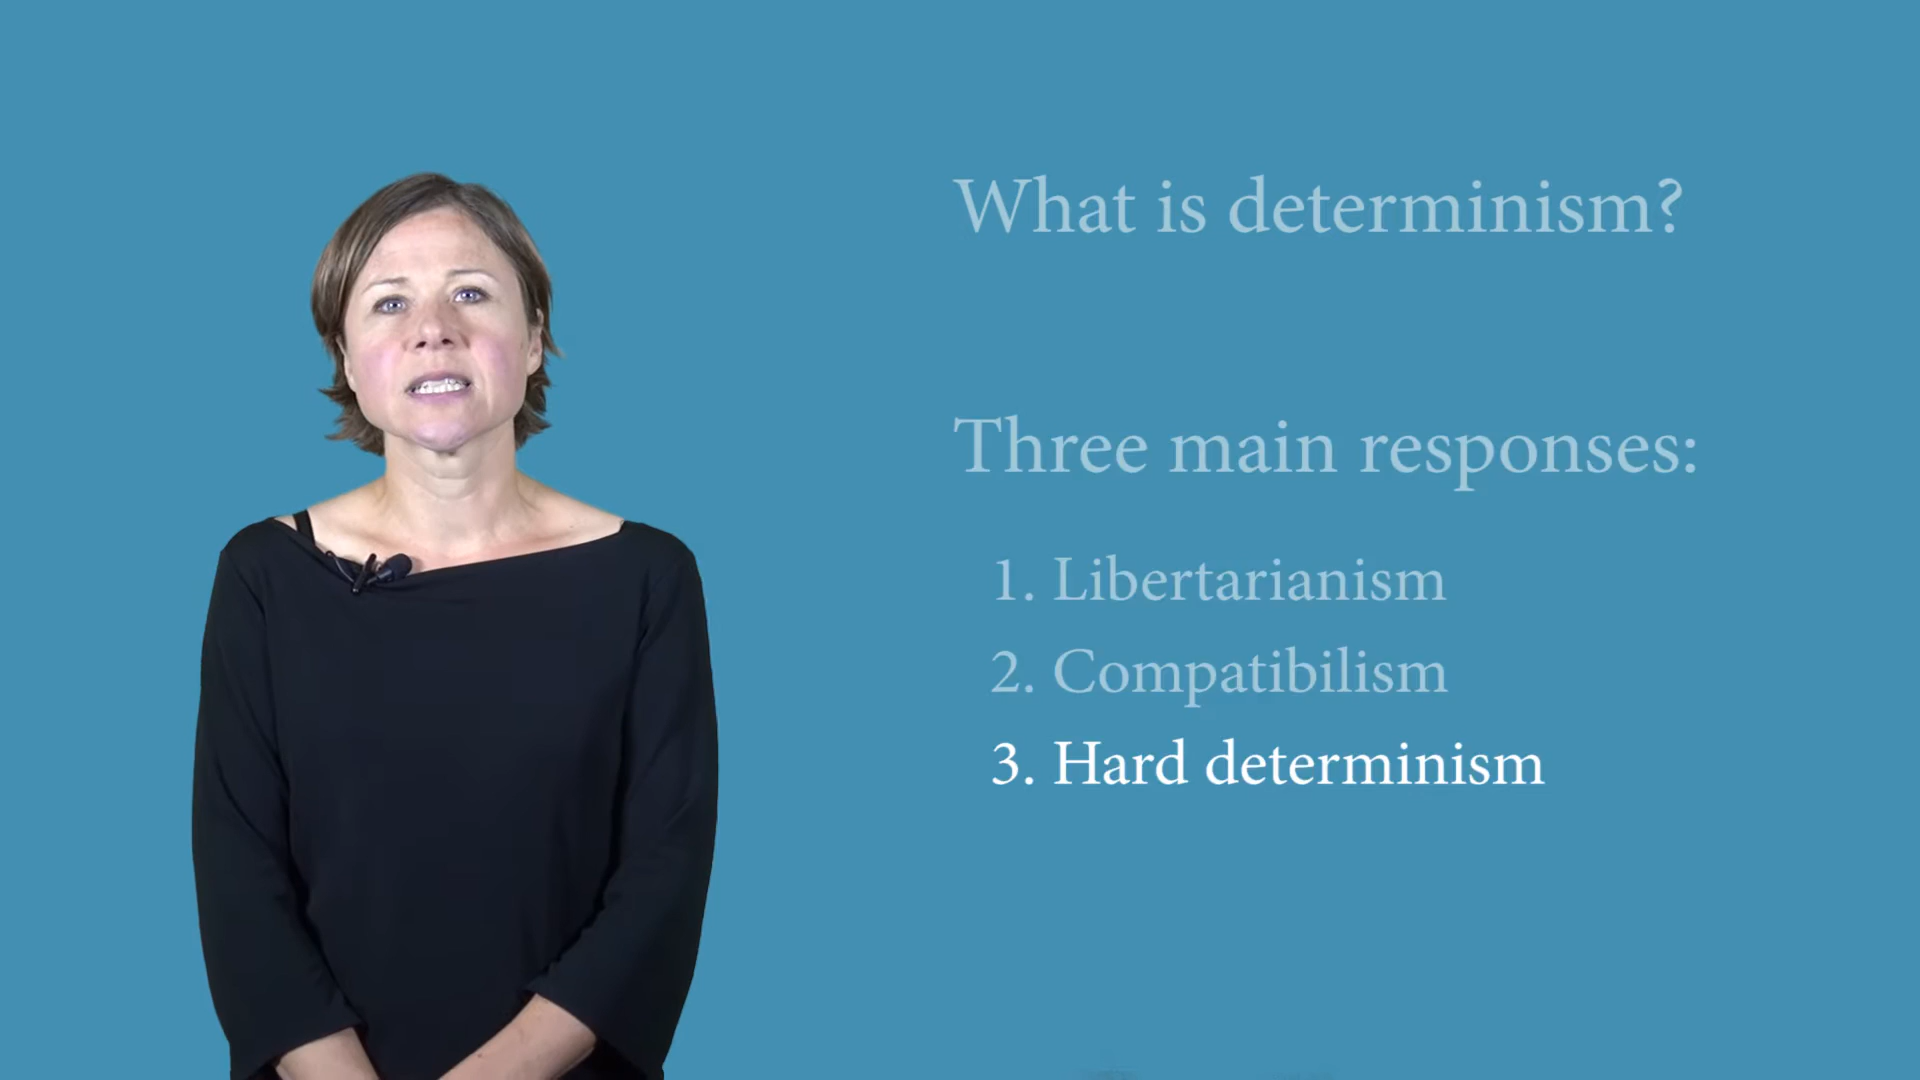 What is determinism?
Three main responses:
1. Libertarianism
2. Compatibilism
3. Hard determinism